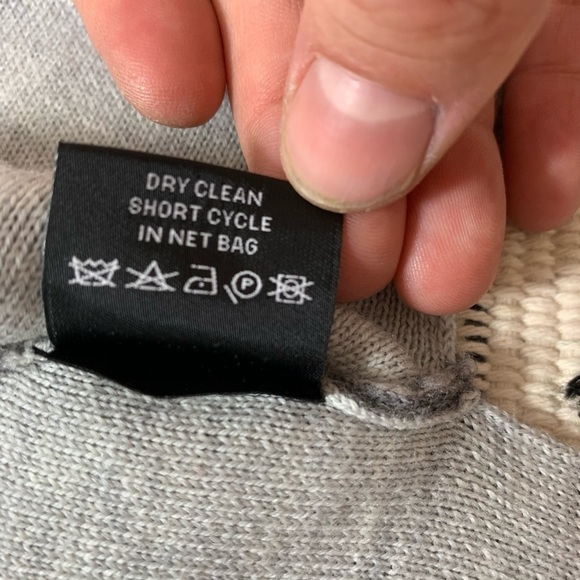 DRY CLEAN
SHORT CYCLE
IN NET BAG
P